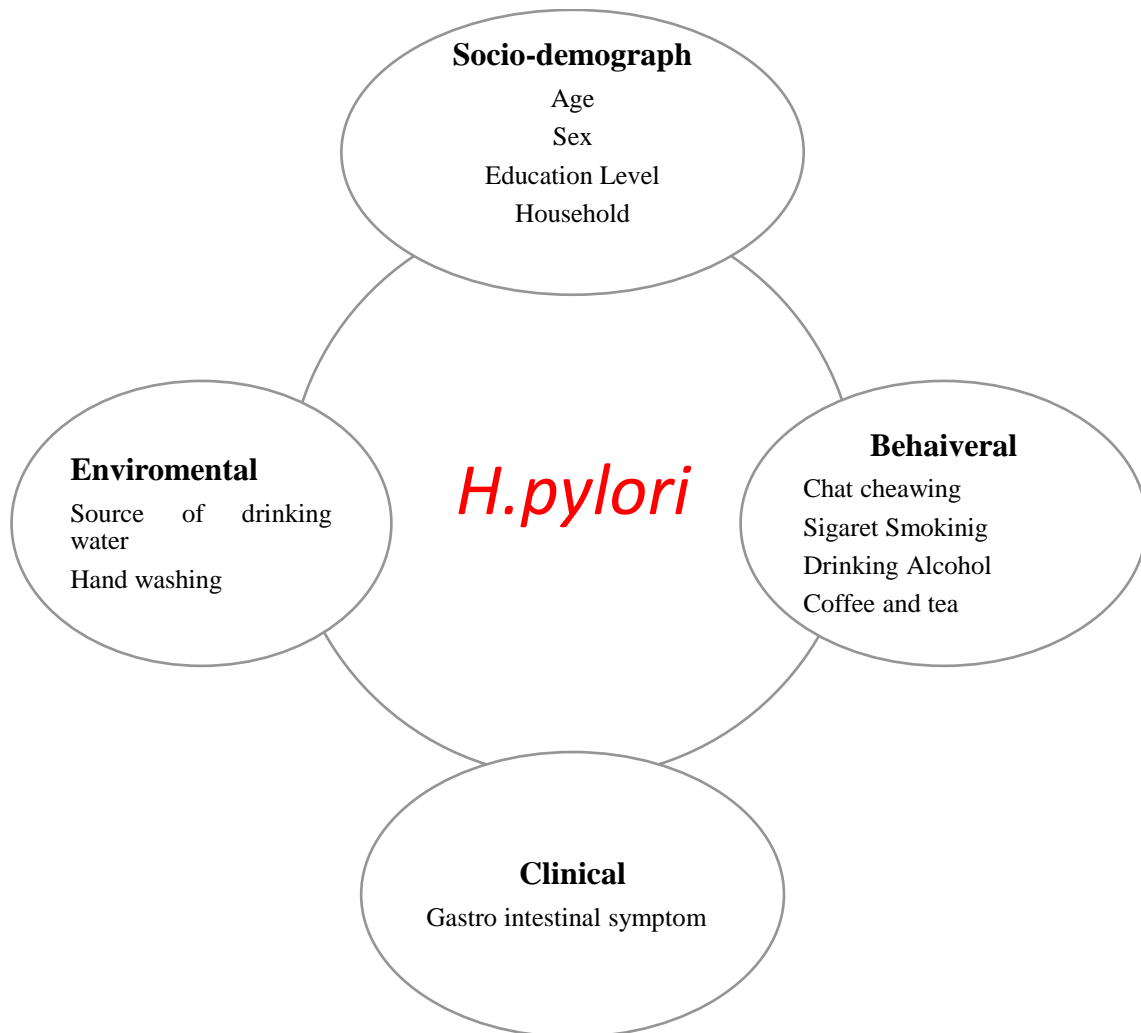 Socio-demograph
Age
Sex
Education Level
Household
Enviromental
Source of drinking
water
Hand washing
H.pylori
Behaiveral
Chat cheawing
Sigaret Smokinig
Drinking Alcohol
Coffee and tea
Clinical
Gastro intestinal symptom